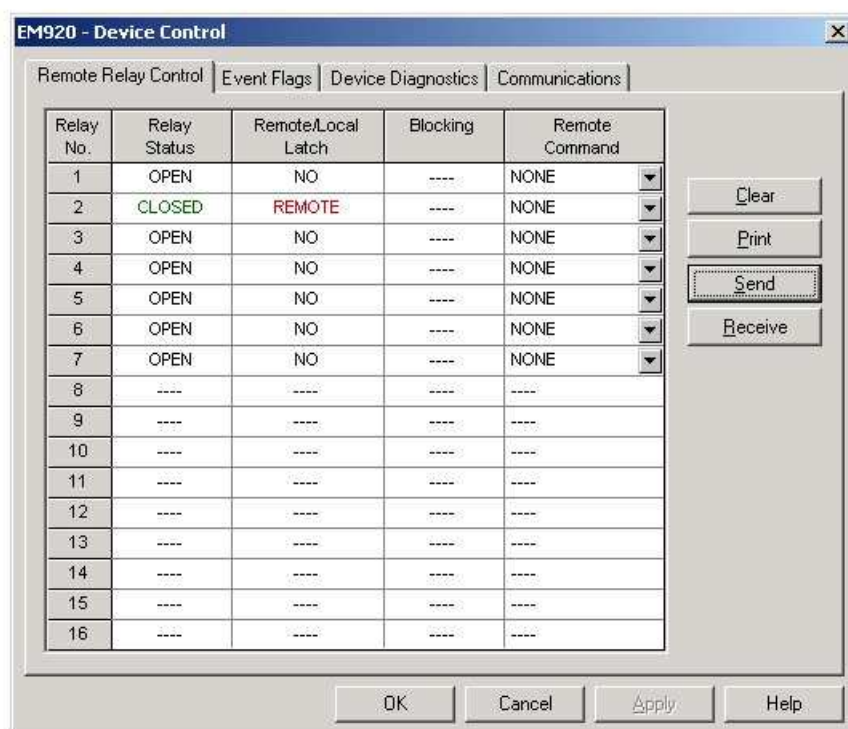 EM920 - Device Control
Remote Relay Control Event Flags Device Diagnostics Communications
Relay No. Relay Status Remote/Local Latch Blocking Remote Command
1 OPEN NO ---- NONE
2 CLOSED REMOTE ---- NONE
3 OPEN NO ---- NONE
4 OPEN NO ---- NONE
5 OPEN NO ---- NONE
6 OPEN NO ---- NONE
7 OPEN NO ---- NONE
8 ---- ---- ---- ----
9 ---- ---- ---- ----
10 ---- ---- ---- ----
11 ---- ---- ---- ----
12 ---- ---- ---- ----
13 ---- ---- ---- ----
14 ---- ---- ---- ----
15 ---- ---- ---- ----
16 ---- ---- ---- ----
Clear
Print
Send
Receive
OK Cancel Apply Help